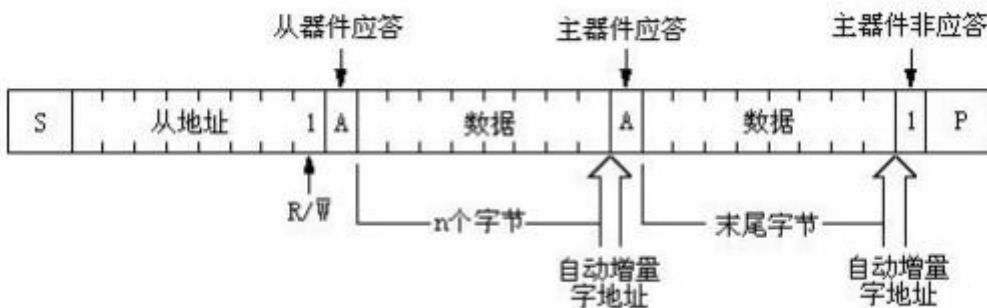 从器件应答 主器件应答 主器件非应答
S 从地址 1 A 数据 A 数据 1 P
R/W̅
n个字节 末尾字节
自动增量 自动增量
字地址 字地址